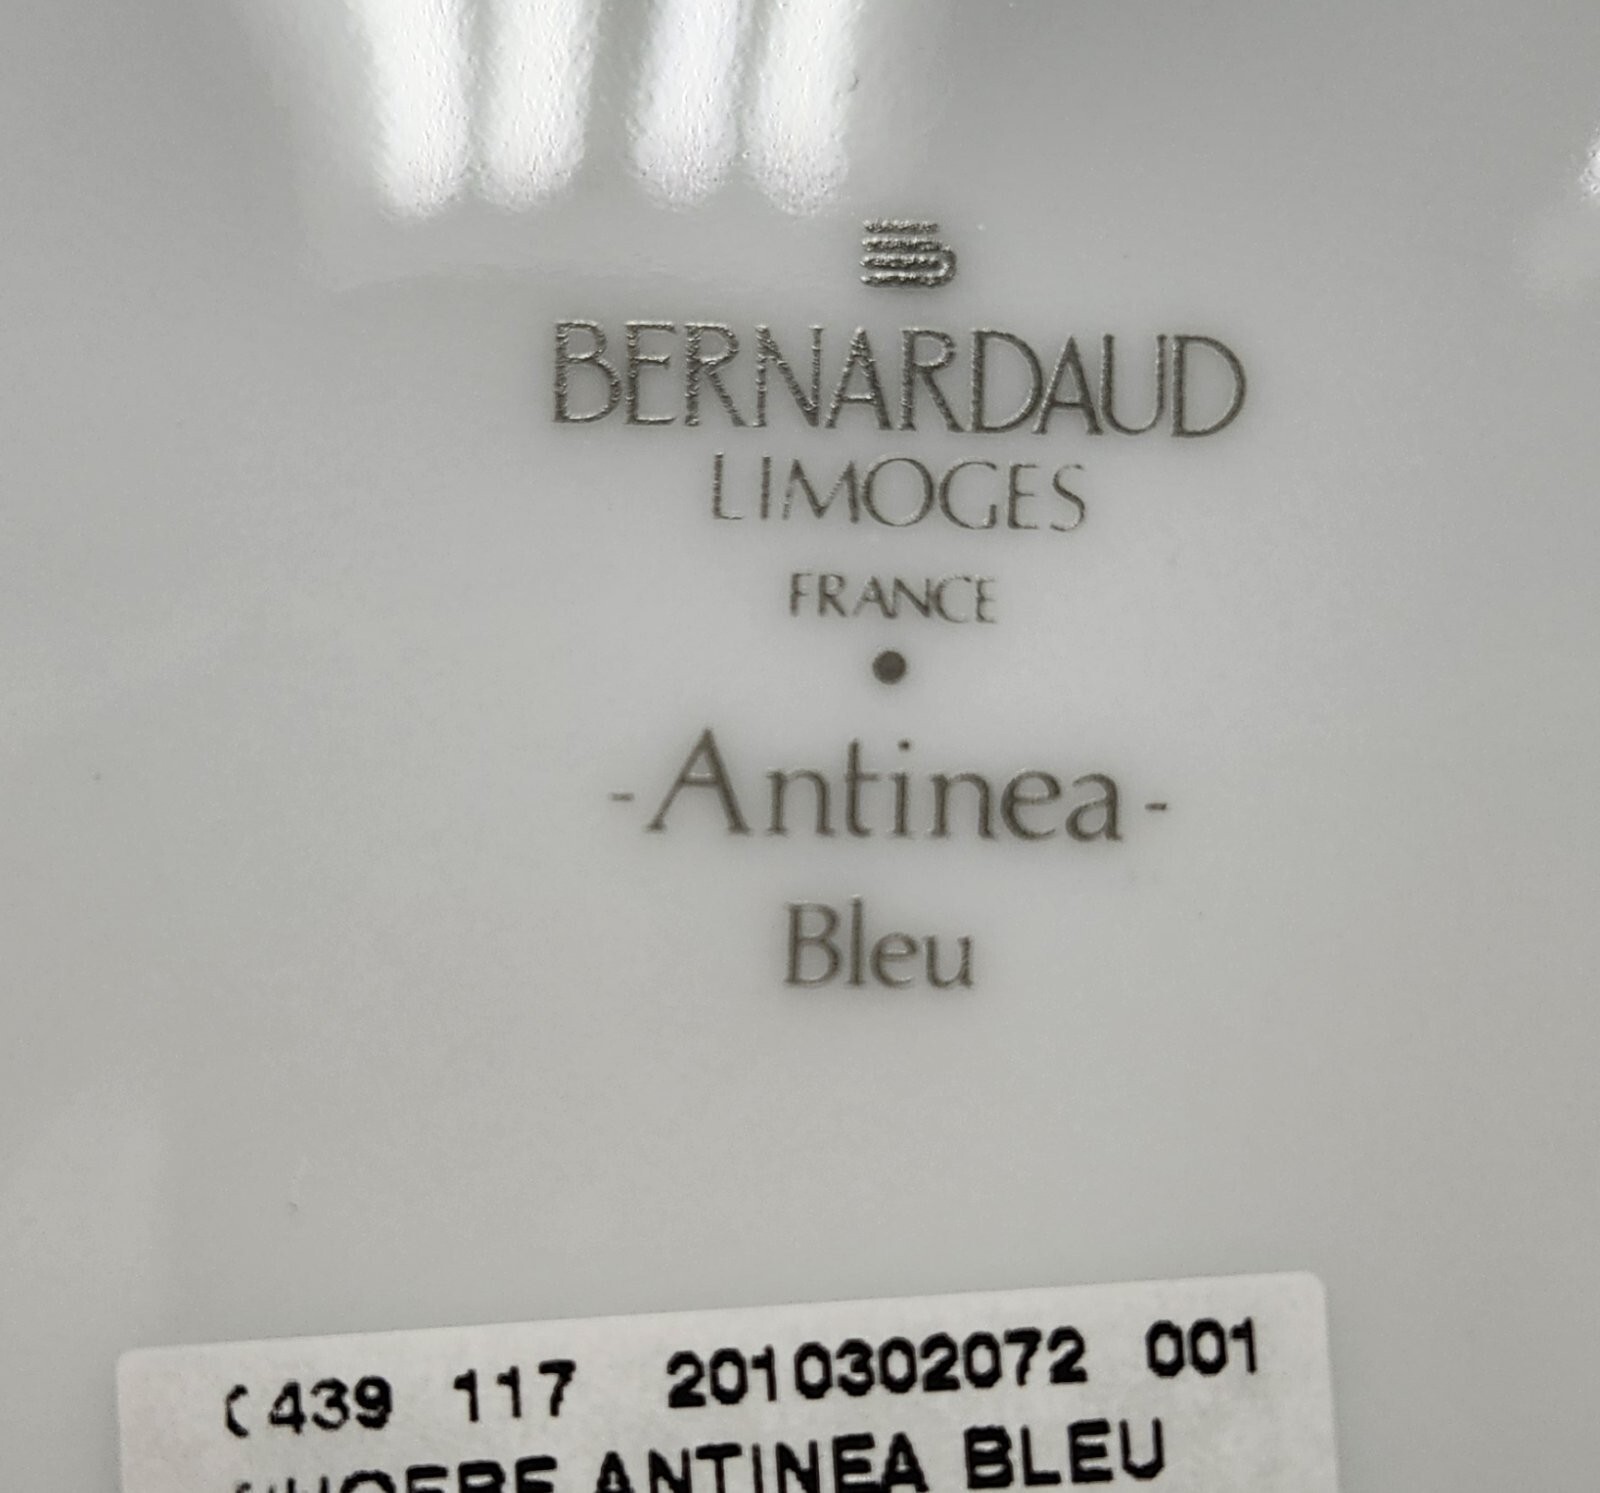 BERNARDAUD
LIMOGES
FRANCE
-Antinea-
Bleu
439 117 2010302072 001
ANTINEA BLEU